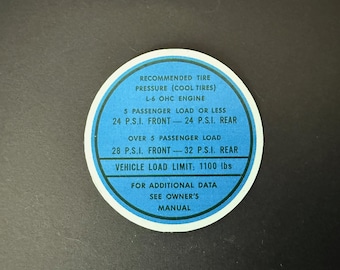 RECOMMENDED TIRE
PRESSURE (COOL TIRES)
L-6 OHC ENGINE
5 PASSENGER LOAD OR LESS
24 P.S.I. FRONT — 24 P.S.I. REAR
OVER 5 PASSENGER LOAD
28 P.S.I. FRONT — 32 P.S.I. REAR
VEHICLE LOAD LIMIT: 1100 lbs
FOR ADDITIONAL DATA
SEE OWNER'S
MANUAL